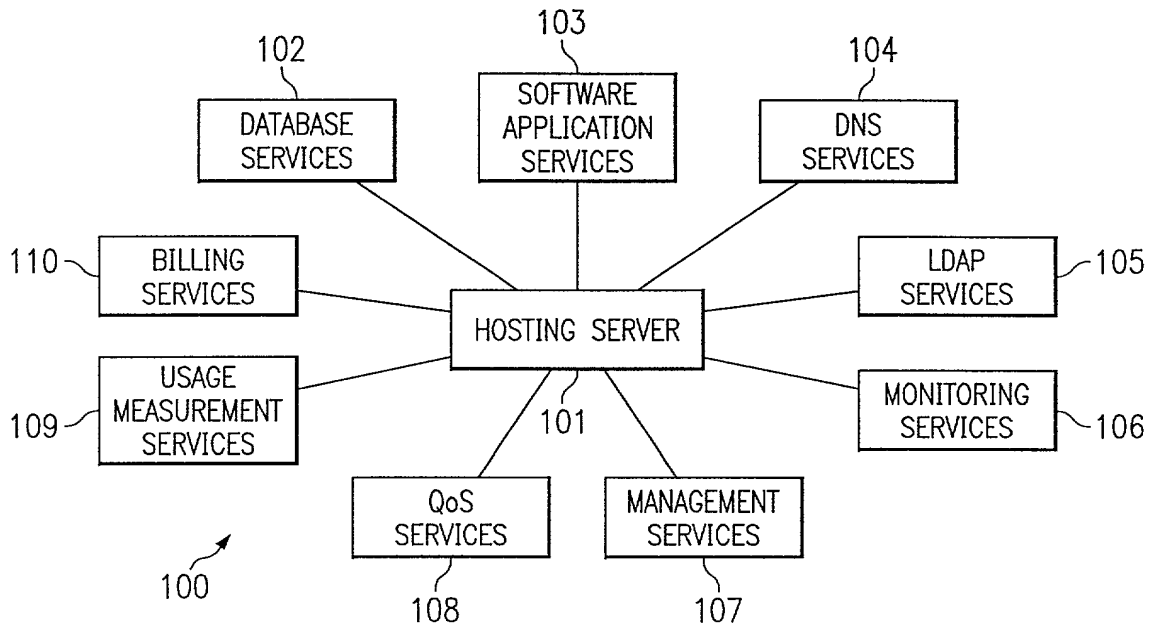 103
102
104
SOFTWARE
APPLICATION
SERVICES
DATABASE
SERVICES
DNS
SERVICES
110
BILLING
SERVICES
LDAP
SERVICES
105
HOSTING SERVER
101
109
USAGE
MEASUREMENT
SERVICES
MONITORING
SERVICES
106
QoS
SERVICES
108
MANAGEMENT
SERVICES
107
100